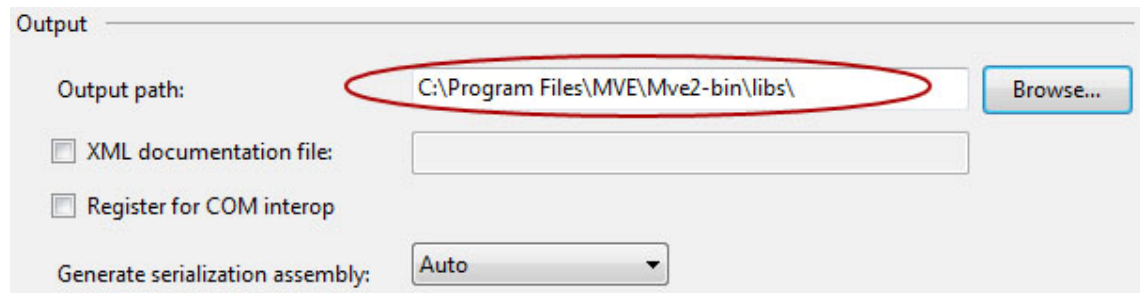 Output
Output path: C:\Program Files\MVE\Mve2-bin\libs\ Browse...
XML documentation file:
Register for COM interop
Generate serialization assembly: Auto